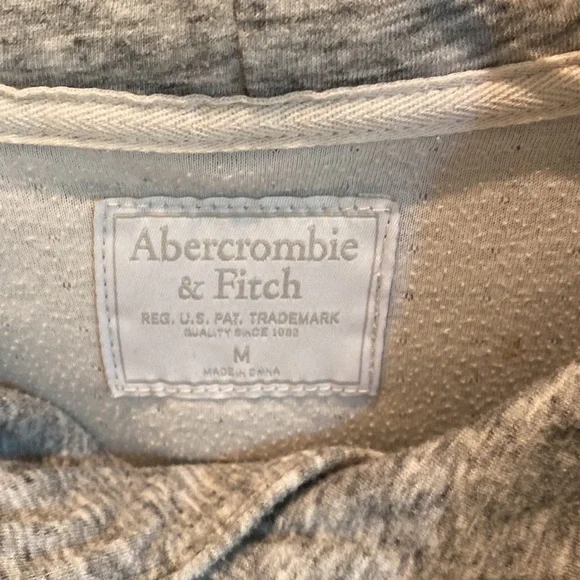 Abercrombie
& Fitch
REG. U.S. PAT. TRADEMARK
QUALITY SINCE 1892
M
MADE IN CHINA